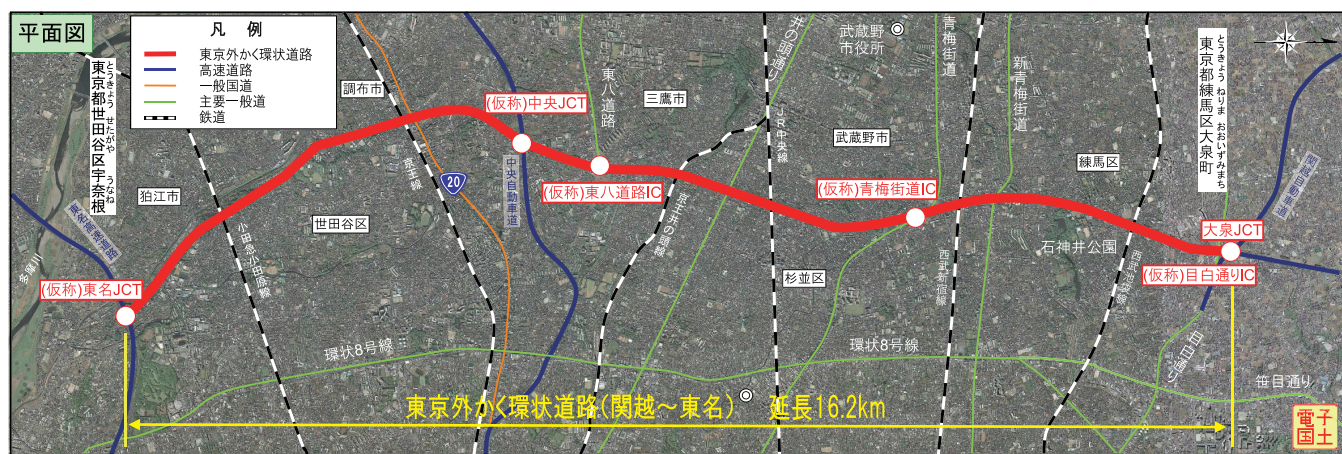 平面図
凡 例
東京外かく環状道路
高速道路
一般国道
主要一般道
鉄道
とうきょう せたがや うなね
東京都世田谷区宇奈根
狛江市
東名高速道路
多摩川
(仮称)東名JCT
小田急小田原線
世田谷区
調布市
京王線
20
(仮称)中央JCT
中央自動車道
東八道路
(仮称)東八道路IC
三鷹市
京王井の頭線
井の頭通り
JR中央線
武蔵野
市役所
武蔵野市
杉並区
青梅街道
(仮称)青梅街道IC
西武新宿線
新青梅街道
練馬区
石神井公園
西武池袋線
とうきょう ねりま おおいずみまち
東京都練馬区大泉町
関越自動車道
大泉JCT
(仮称)目白通りIC
目白通り
笹目通り
環状8号線
環状8号線
東京外かく環状道路(関越～東名) 延長16.2km
電子
国土